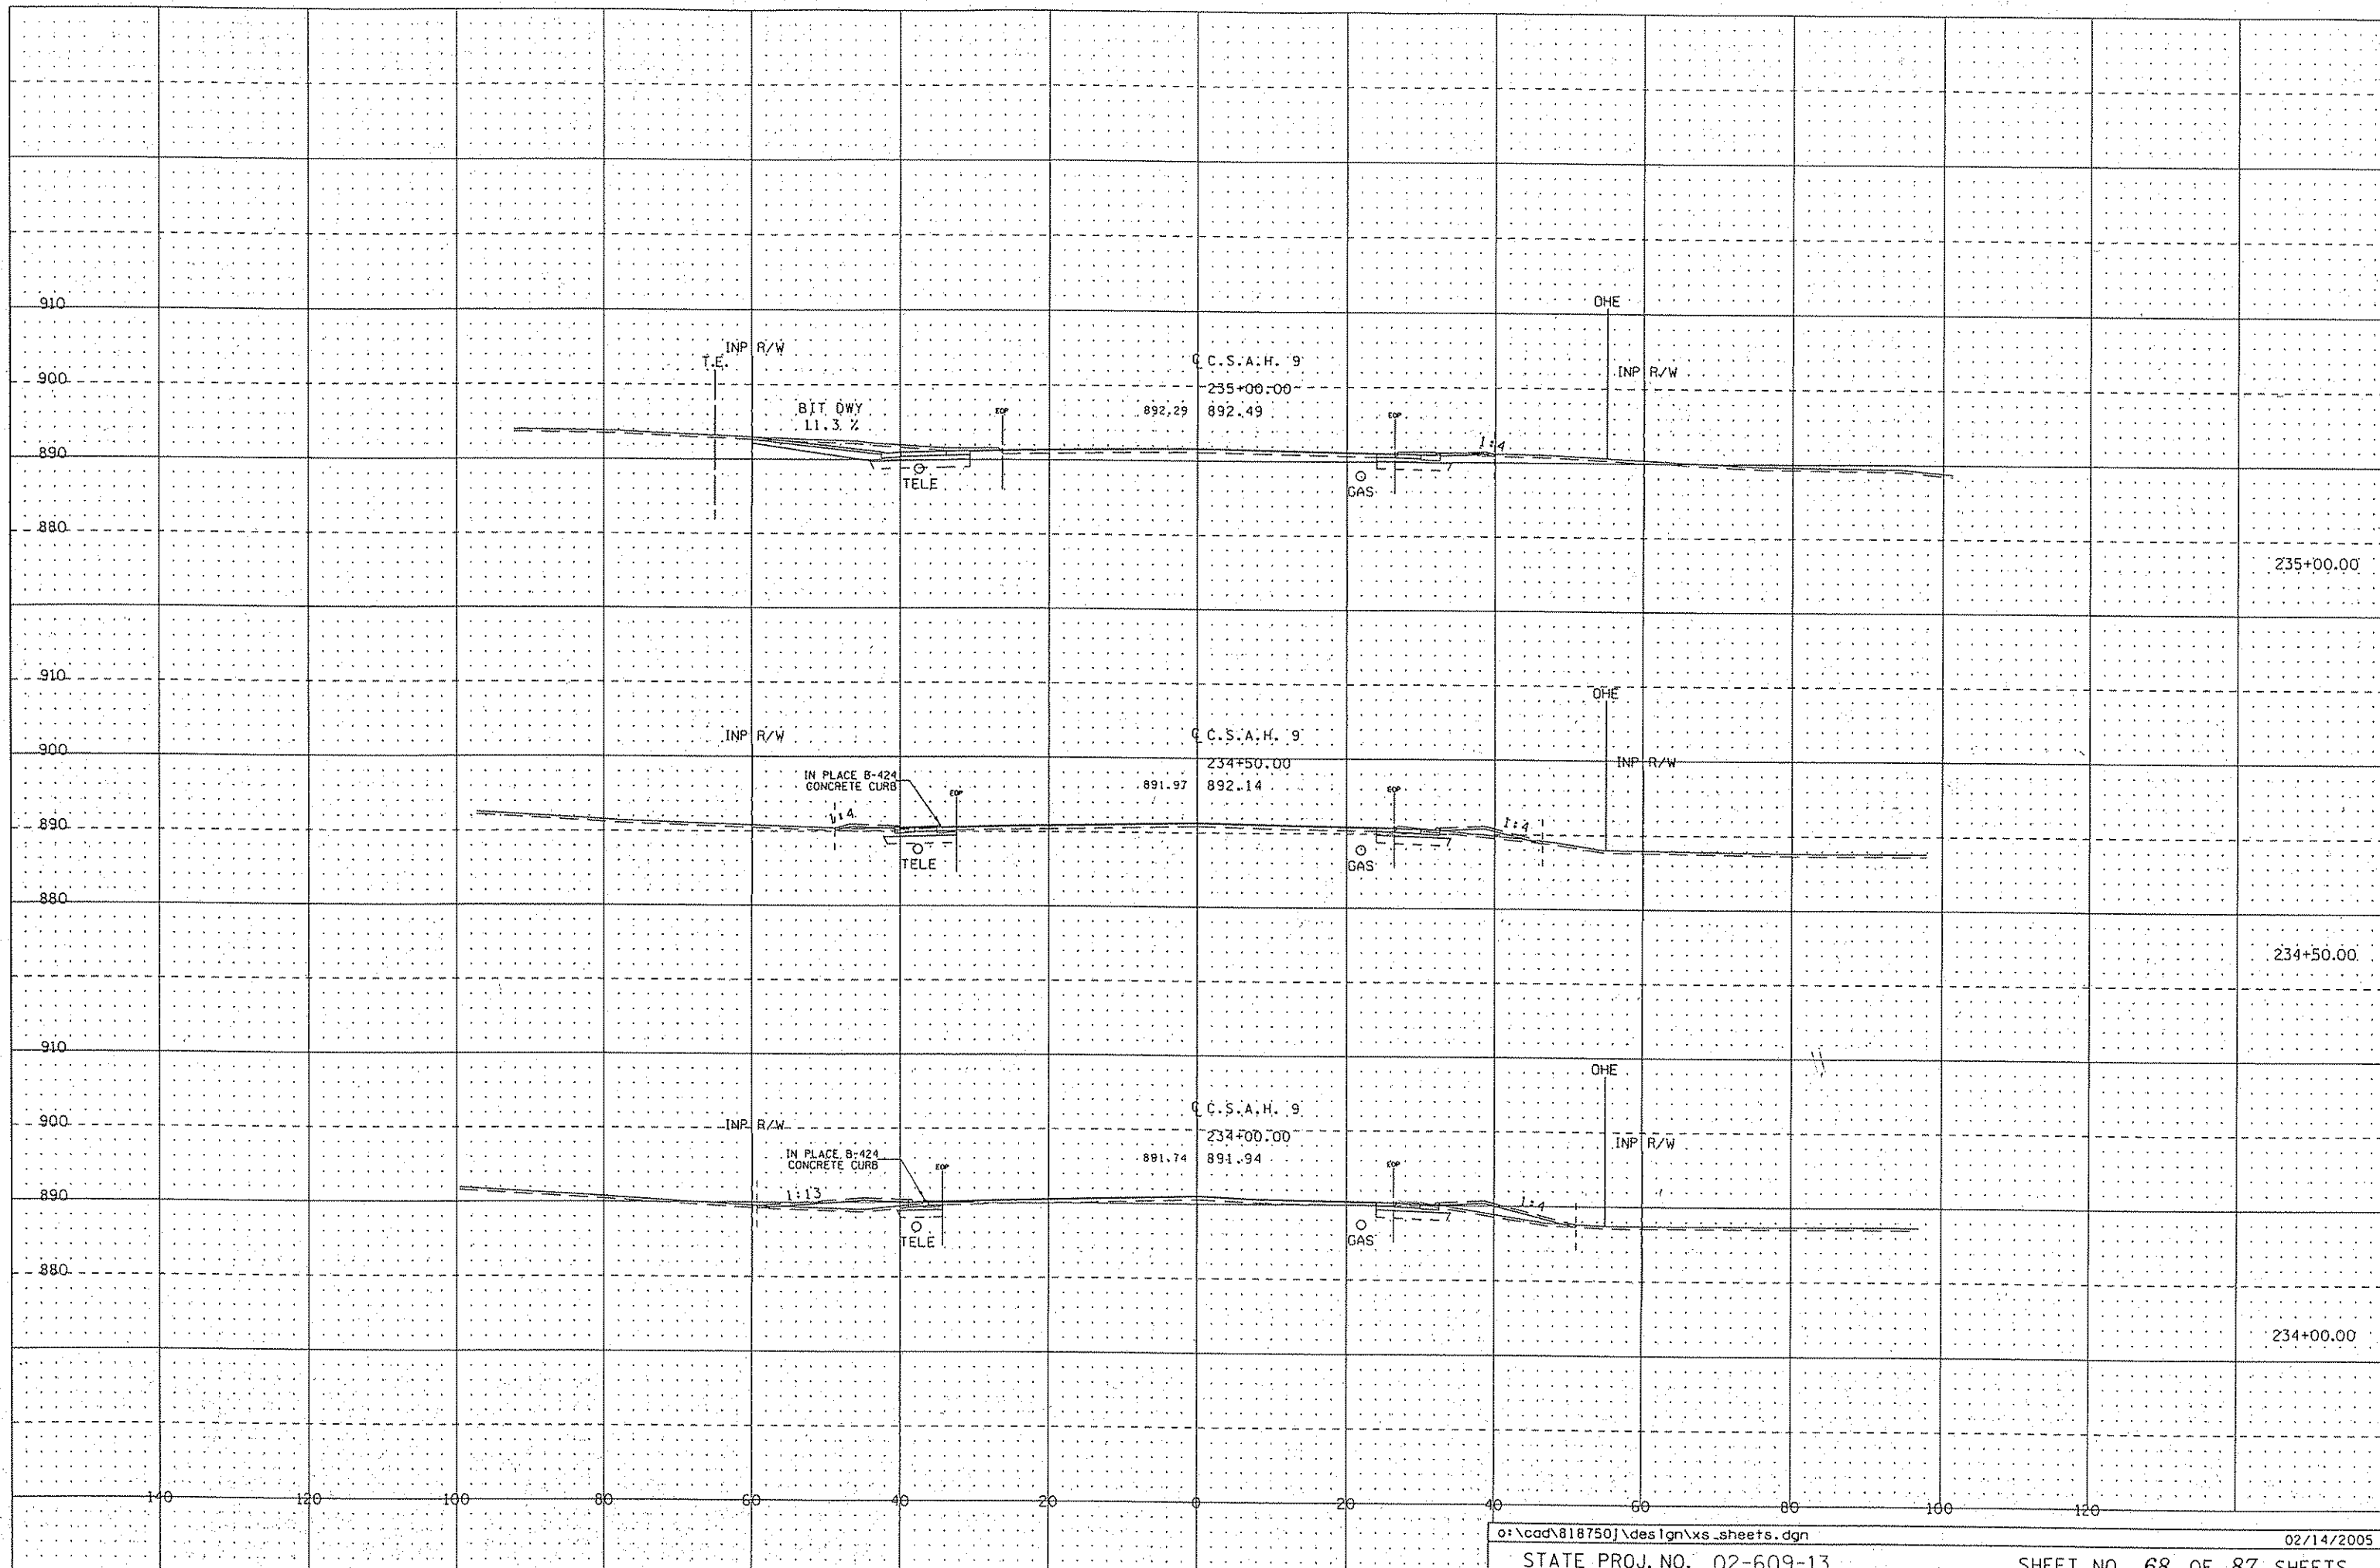 910
OHE
INP R/W
T.E.
℄ C.S.A.H. 9
INP R/W
900
235+00.00
BIT DWY
11.3 %
EOP
892.29 892.49
EOP
1:4
890
TELE
GAS
880
235+00.00
910
OHE
INP R/W
℄ C.S.A.H. 9
900
234+50.00
INP R/W
IN PLACE B-424
CONCRETE CURB
EOP
891.97 892.14
EOP
1:4
1:4
890
TELE
GAS
880
234+50.00
910
OHE
℄ C.S.A.H. 9
900
INP R/W
234+00.00
INP R/W
IN PLACE B-424
CONCRETE CURB
EOP
891.74 891.94
EOP
1:13
1:4
890
TELE
GAS
880
234+00.00
140 120 100 80 60 40 20 0 20 40 60 80 100 120
o:\cad\818750j\design\xs_sheets.dgn 02/14/2005
STATE PROJ. NO. 02-609-13 SHEET NO. 68 OF 87 SHEETS